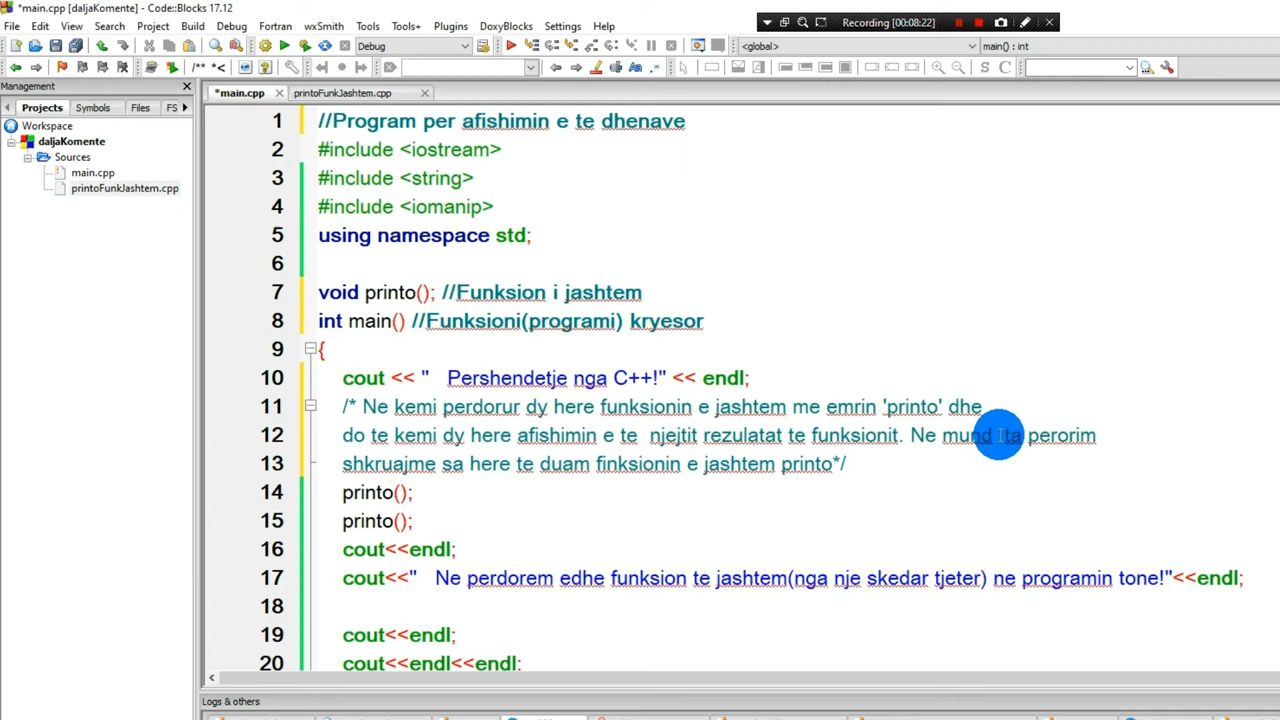 *main.cpp [daljaKomente] - Code::Blocks 17.12
File Edit View Search Project Build Debug Fortran wxSmith Tools Tools+ Plugins DoxyBlocks Settings Help
Recording [00:08:22]
Debug
<global>
main() : int
/** *<
S C
Management
Projects Symbols Files FS
*main.cpp printoFunkJashtem.cpp
Workspace
daljaKomente
Sources
main.cpp
printoFunkJashtem.cpp
1 //Program per afishimin e te dhenave
2 #include <iostream>
3 #include <string>
4 #include <iomanip>
5 using namespace std;
6
7 void printo(); //Funksion i jashtem
8 int main() //Funksioni(programi) kryesor
9 {
10 cout << " Pershendetje nga C++!" << endl;
11 /* Ne kemi perdorur dy here funksionin e jashtem me emrin 'printo' dhe
12 do te kemi dy here afishimin e te njejtit rezulatat te funksionit. Ne mund ta perorim
13 shkruajme sa here te duam finksionin e jashtem printo*/
14 printo();
15 printo();
16 cout<<endl;
17 cout<<" Ne perdorem edhe funksion te jashtem(nga nje skedar tjeter) ne programin tone!"<<endl;
18
19 cout<<endl;
20 cout<<endl<<endl;
Logs & others